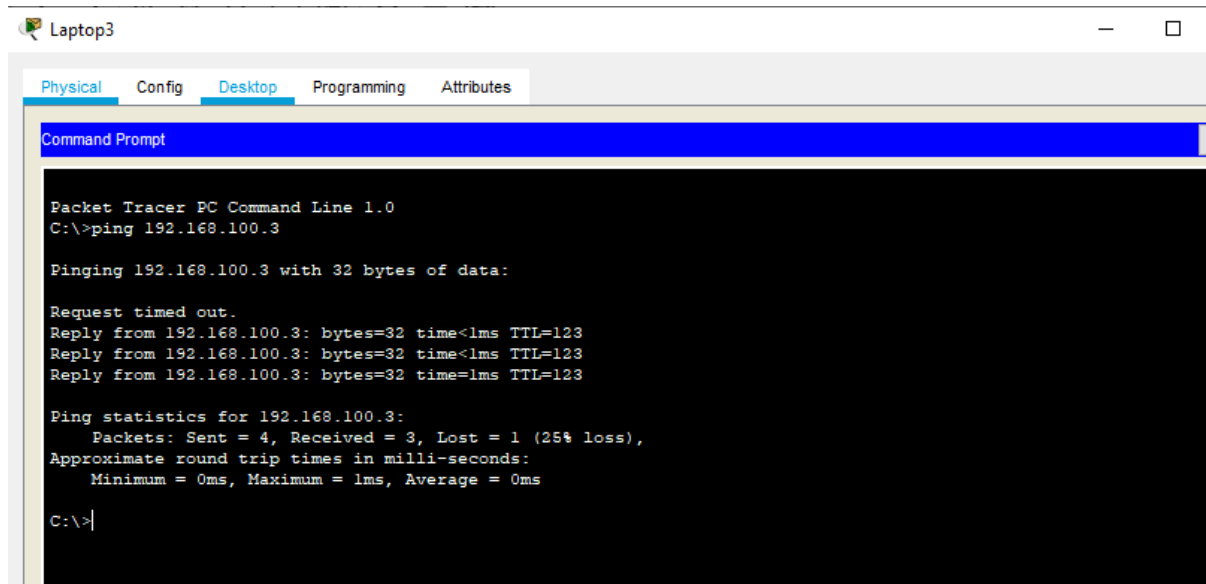 Laptop3
Physical Config Desktop Programming Attributes
Command Prompt
Packet Tracer PC Command Line 1.0
C:\>ping 192.168.100.3
Pinging 192.168.100.3 with 32 bytes of data:
Request timed out.
Reply from 192.168.100.3: bytes=32 time<1ms TTL=123
Reply from 192.168.100.3: bytes=32 time<1ms TTL=123
Reply from 192.168.100.3: bytes=32 time=1ms TTL=123
Ping statistics for 192.168.100.3:
Packets: Sent = 4, Received = 3, Lost = 1 (25% loss),
Approximate round trip times in milli-seconds:
Minimum = 0ms, Maximum = 1ms, Average = 0ms
C:\>